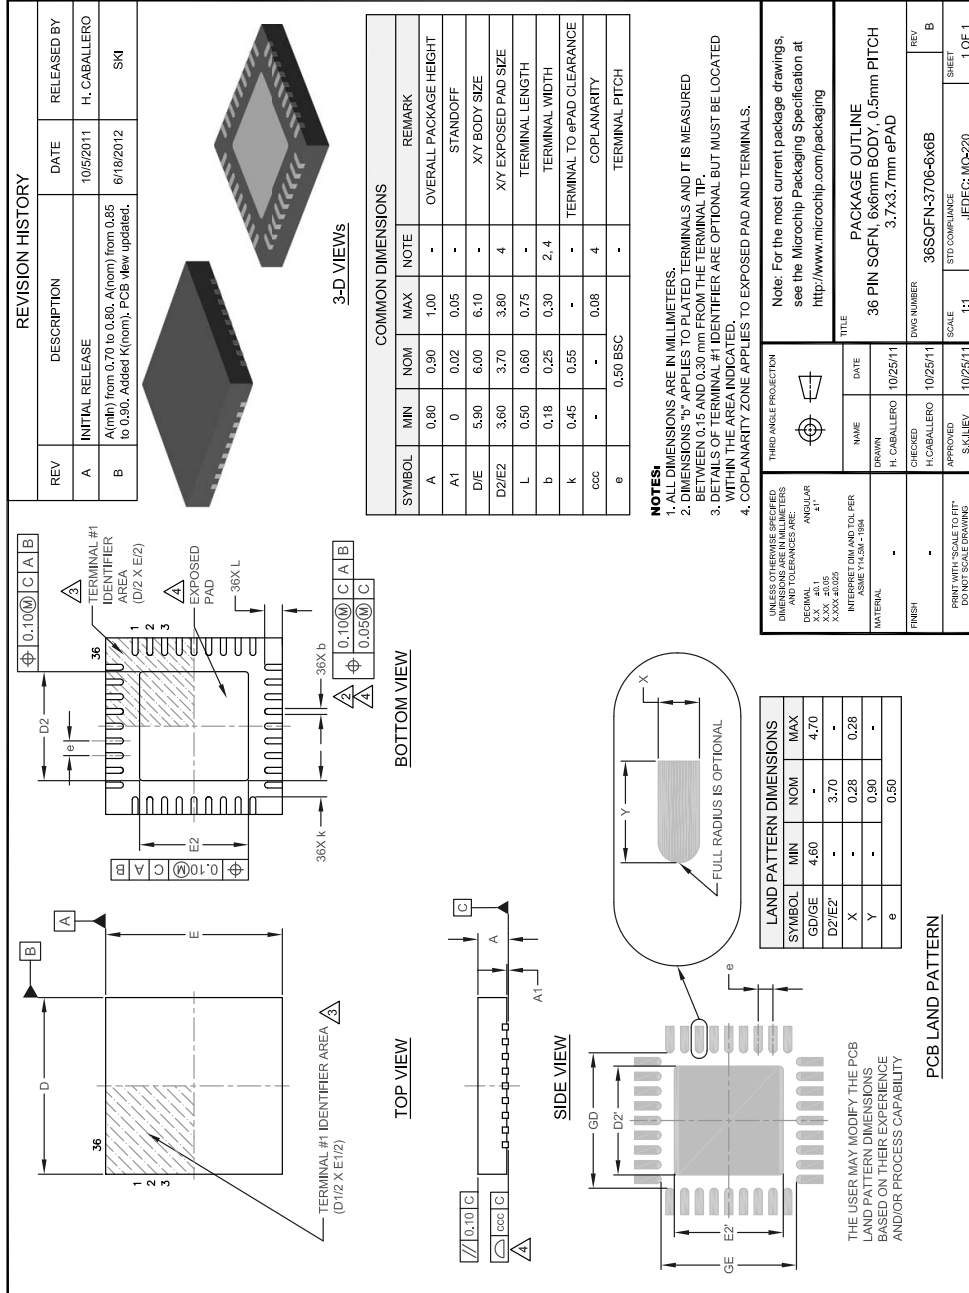 REVISION HISTORY
REV DESCRIPTION DATE RELEASED BY
A INITIAL RELEASE 10/5/2011 H. CABALLERO
B A(min) from 0.70 to 0.80, A(nom) from 0.85 to 0.90. Added K(nom). PCB view updated. 6/18/2012 SKI
D
B
A
E
36
1
2
3
TERMINAL #1 IDENTIFIER AREA
(D1/2 X E1/2)
3
TOP VIEW
⌖ 0.10Ⓜ C A B
D2
e
36
1
2
3
3
TERMINAL #1
IDENTIFIER
AREA
(D/2 X E/2)
4
EXPOSED
PAD
36X L
E2
⌖ 0.10Ⓜ C A B
36X k
36X b
2
4
⌖ 0.10Ⓜ C A B
0.05Ⓜ C
BOTTOM VIEW
3-D VIEWs
// 0.10 C
ccc C
4
C
A
A1
SIDE VIEW
COMMON DIMENSIONS
SYMBOL MIN NOM MAX NOTE REMARK
A 0.80 0.90 1.00 - OVERALL PACKAGE HEIGHT
A1 0 0.02 0.05 - STANDOFF
D/E 5.90 6.00 6.10 - X/Y BODY SIZE
D2/E2 3.60 3.70 3.80 4 X/Y EXPOSED PAD SIZE
L 0.50 0.60 0.75 - TERMINAL LENGTH
b 0.18 0.25 0.30 2, 4 TERMINAL WIDTH
k 0.45 0.55 - - TERMINAL TO ePAD CLEARANCE
ccc - - 0.08 4 COPLANARITY
e 0.50 BSC - TERMINAL PITCH
NOTES:
1. ALL DIMENSIONS ARE IN MILLIMETERS.
2. DIMENSIONS "b" APPLIES TO PLATED TERMINALS AND IT IS MEASURED
BETWEEN 0.15 AND 0.30 mm FROM THE TERMINAL TIP.
3. DETAILS OF TERMINAL #1 IDENTIFIER ARE OPTIONAL BUT MUST BE LOCATED
WITHIN THE AREA INDICATED.
4. COPLANARITY ZONE APPLIES TO EXPOSED PAD AND TERMINALS.
GD
D2'
e
GE
E2'
Y
X
FULL RADIUS IS OPTIONAL
THE USER MAY MODIFY THE PCB
LAND PATTERN DIMENSIONS
BASED ON THEIR EXPERIENCE
AND/OR PROCESS CAPABILITY
LAND PATTERN DIMENSIONS
SYMBOL MIN NOM MAX
GD/GE 4.60 - 4.70
D2'/E2' - 3.70 -
X - 0.28 0.28
Y - 0.90 -
e 0.50
PCB LAND PATTERN
UNLESS OTHERWISE SPECIFIED
DIMENSIONS ARE IN MILLIMETERS
AND TOLERANCES ARE:
DECIMAL ANGULAR
X.X ±0.1 ±1°
X.XX ±0.05
X.XXX ±0.025
INTERPRET DIM AND TOL PER
ASME Y14.5M - 1994
MATERIAL
-
FINISH
-
PRINT WITH "SCALE TO FIT"
DO NOT SCALE DRAWING
THIRD ANGLE PROJECTION
NAME DATE
DRAWN
H. CABALLERO 10/25/11
CHECKED
H.CABALLERO 10/25/11
APPROVED
S.K.ILIEV 10/25/11
Note: For the most current package drawings,
see the Microchip Packaging Specification at
http://www.microchip.com/packaging
TITLE
PACKAGE OUTLINE
36 PIN SQFN, 6x6mm BODY, 0.5mm PITCH
3.7x3.7mm ePAD
DWG NUMBER
36SQFN-3706-6x6B
REV
B
SCALE
1:1
STD COMPLIANCE
JEDEC: MO-220
SHEET
1 OF 1